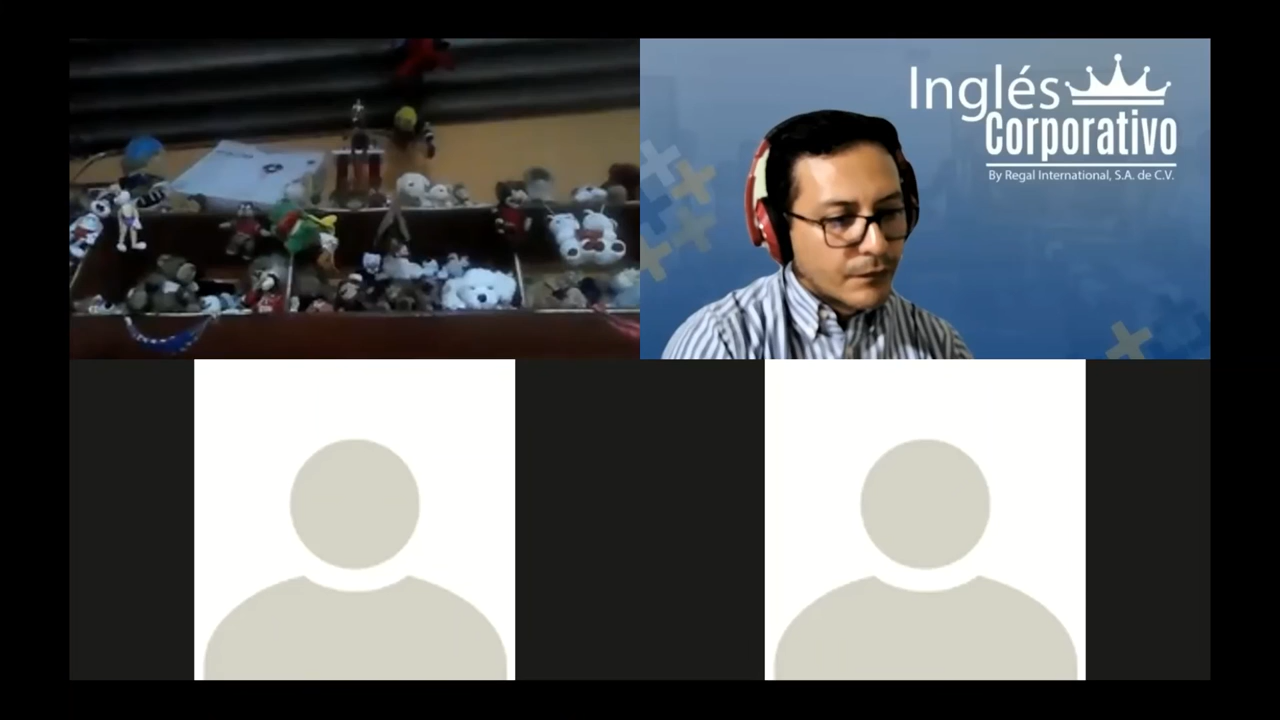 Inglés
Corporativo
By Regal International, S.A. de C.V.